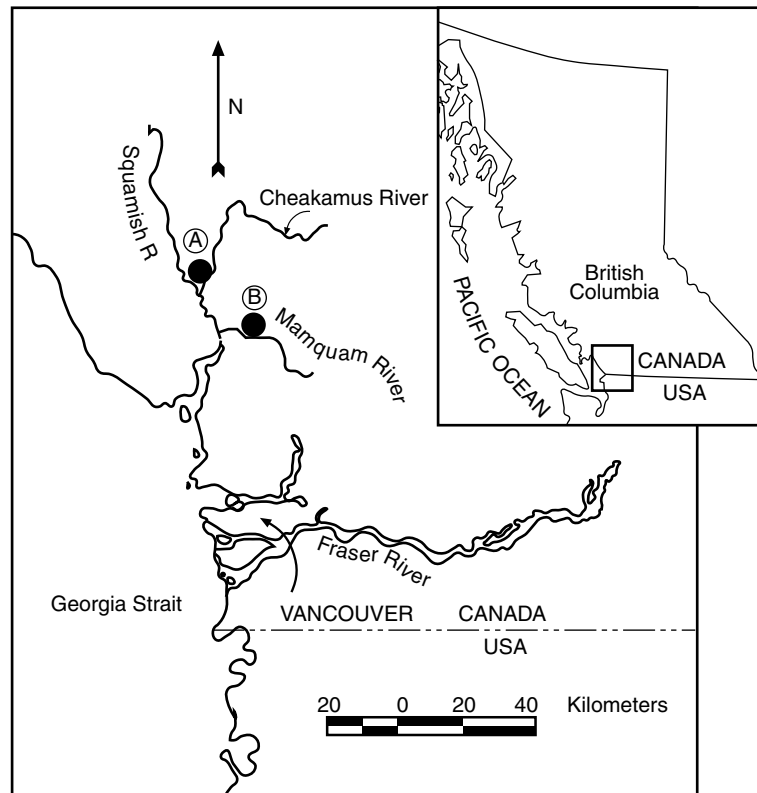 N
Squamish R
Cheakamus River
A
B
Mamquam River
British
Columbia
PACIFIC OCEAN
CANADA
USA
Fraser River
Georgia Strait
VANCOUVER
CANADA
USA
20 0 20 40 Kilometers